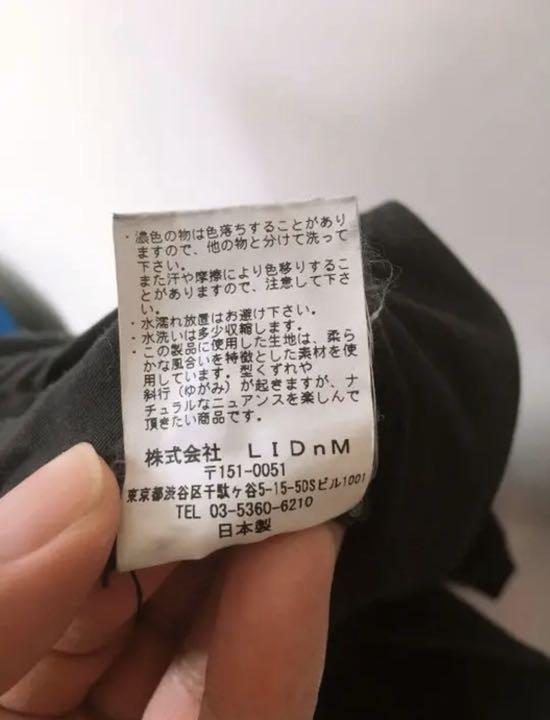 ・濃色の物は色落ちすることがあり
ますので、他の物と分けて洗って
下さい。
また汗や摩擦により色移りするこ
とがありますので、注意して下さ
い。
・水濡れ放置はお避け下さい。
・水洗いは多少収縮します。
・この製品に使用した生地は、柔ら
かな風合いを特徴とした素材を使
用しています。型くずれや
斜行(ゆがみ)が起きますが、ナ
チュラルなニュアンスを楽しんで
頂きたい商品です。
株式会社 LIDnM
〒151-0051
東京都渋谷区千駄ヶ谷5-15-5DSビル1001
TEL 03-5360-6210
日本製